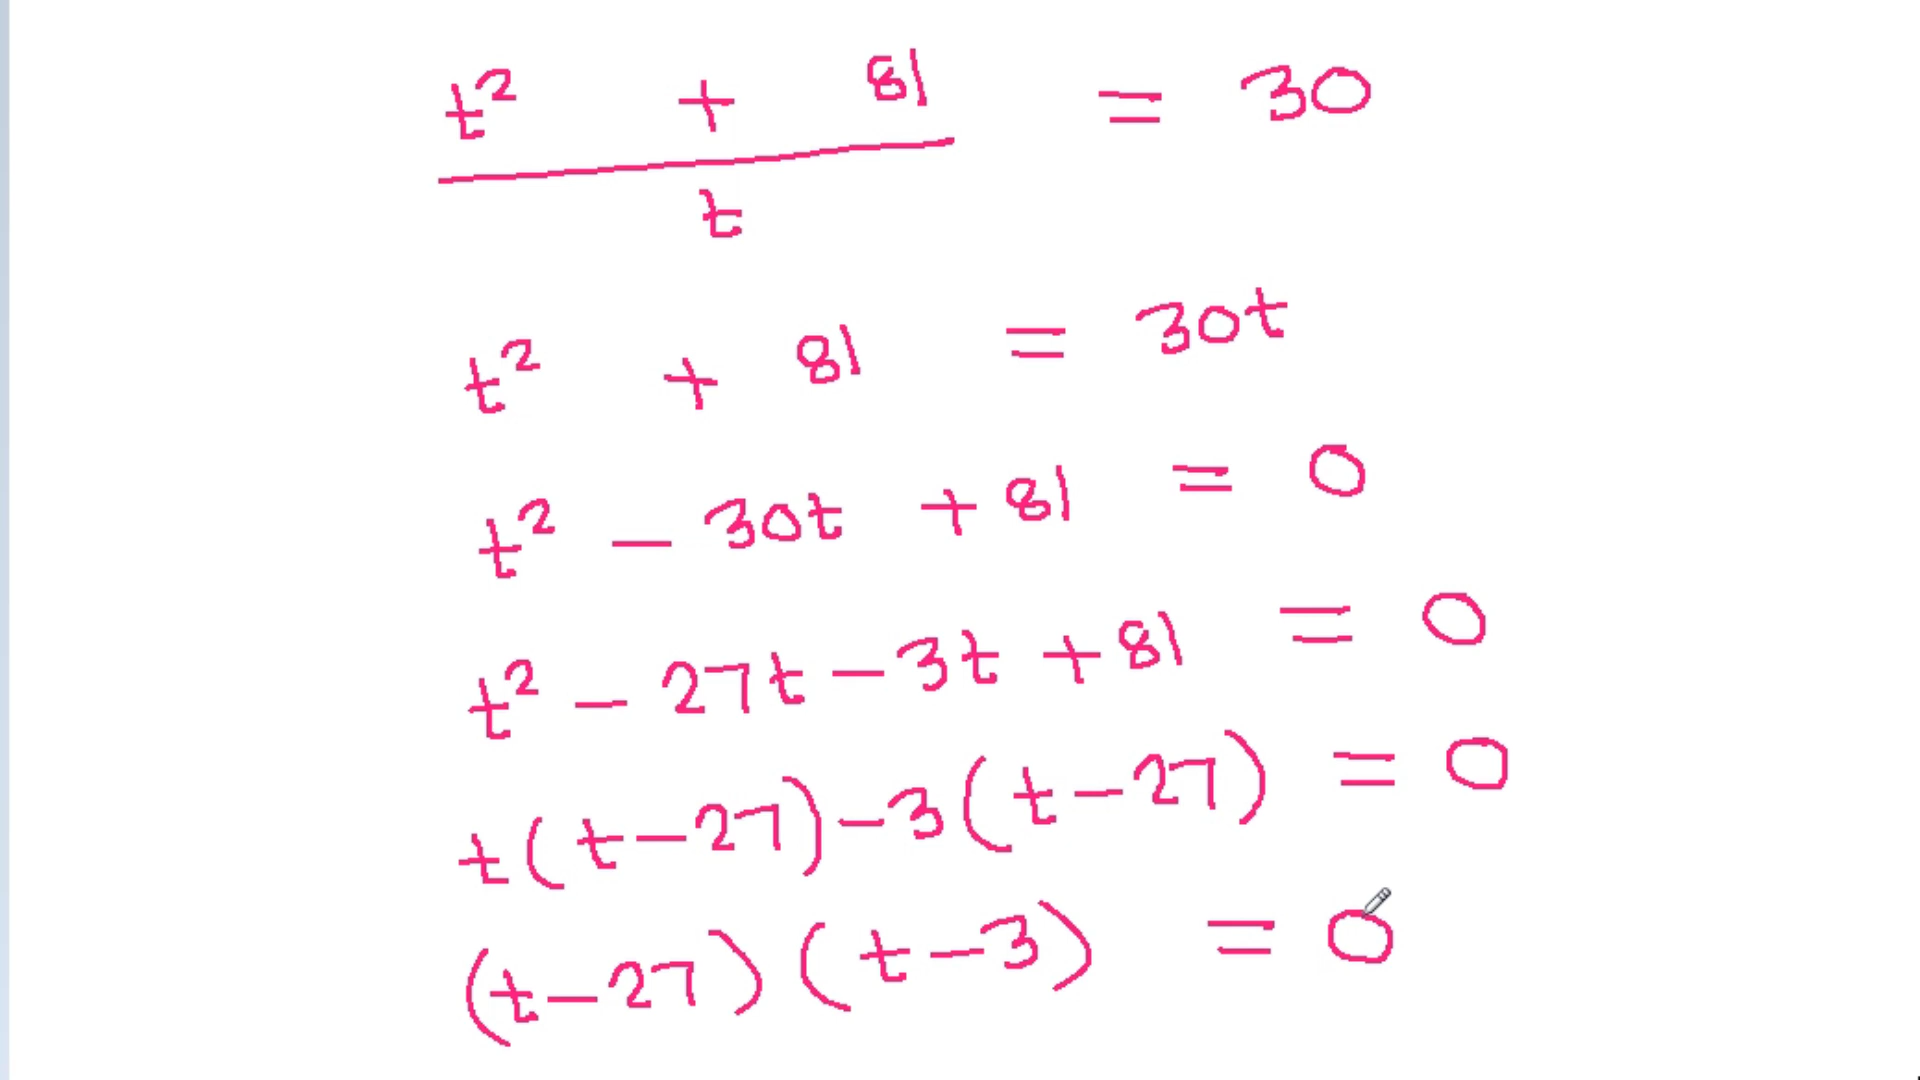 t² + 81 = 30
t
t² + 81 = 30t
t² - 30t + 81 = 0
t² - 27t - 3t + 81 = 0
t(t-27)-3(t-27) = 0
(t-27)(t-3) = 0